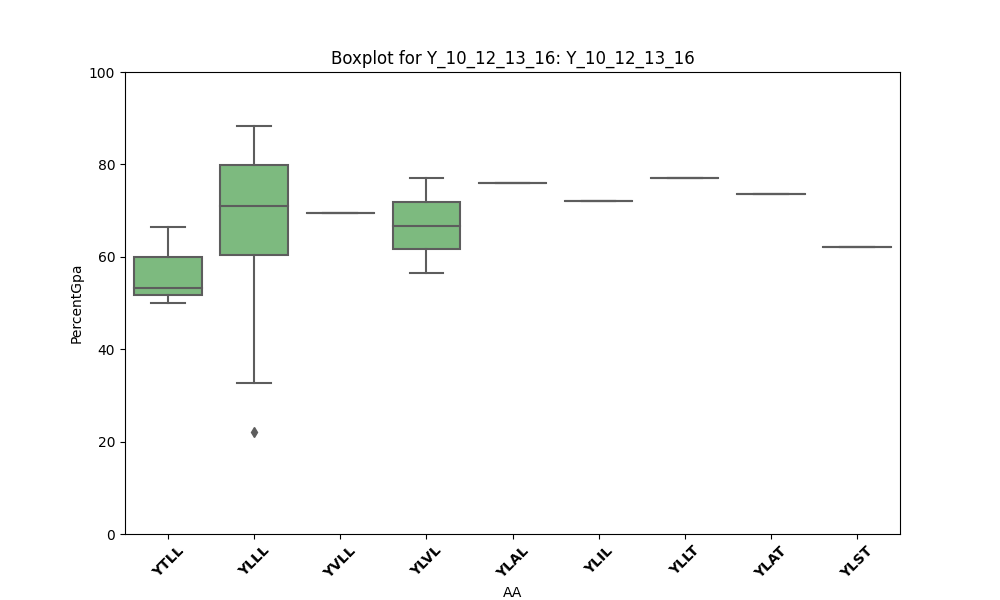 Boxplot for Y_10_12_13_16: Y_10_12_13_16
100
80
60
40
20
0
PercentGpa
YTLL
YLLL
YVLL
YLVL
YLAL
YLIL
YLLT
YLAT
YLST
AA